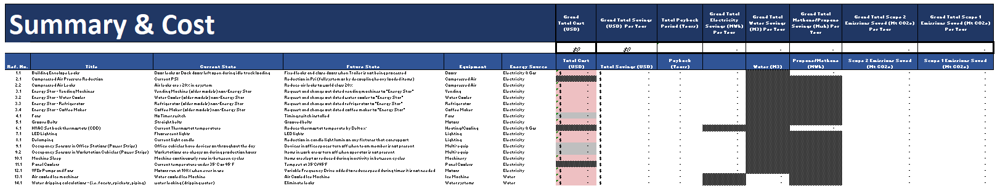 Summary & Cost
Grand Total Cost (USD)
Grand Total Savings (USD) Per Year
Total Payback Period (Years)
Grand Total Electricity Savings (MWh) Per Year
Grand Total Water Savings (M3) Per Year
Grand Total Methane/Propane Savings (Mwh) Per Year
Grand Total Scope 2 Emissions Saved (Mt CO2e) Per Year
Grand Total Scope 1 Emissions Saved (Mt CO2e) Per Year
$0 $0 - - - - -
Ref. No. Title Current State Future State Equipment Energy Source Total Cost (USD) Total Savings (USD) Payback (Years) Water (M3) Propane/Methane (MWh) Scope 2 Emissions Saved (Mt CO2e) Scope 1 Emissions Saved (Mt CO2e)
1.1 Building Envelope Leaks Door leaks or Dock doors left open during idle truck loading Fixed leaks and close doors when Trailer is not being processed Doors Electricity & Gas $ - $ - - - - - -
2.1 Compressed Air Pressure Reduction Current PSI Reduction in Psi (full system or by decoupling heavy loaded items) Compressed Air Electricity $ - - - - -
2.2 Compressed Air Leaks Air leaks are >20% in a system Reduce air leaks to world class 20% Compressed Air Electricity $ - $ - - - - -
3.1 Energy Star - Vending Machines Vending Machine (older models) non-Energy Star Request and change out dated vending machines to "Energy Star" Vending Electricity $ - $ - - - - -
3.2 Energy Star - Water Cooler Water Cooler (older models) non-Energy Star Request and change out dated water cooler to "Energy Star" Water Cooler Electricity $ - $ - - - - -
3.3 Energy Star - Refrigerator Refrigerator (older models) non-Energy Star Request and change out dated refrigerator to "Energy Star" Refrigerator Electricity $ - $ - - - - -
3.4 Energy Star - Coffee Maker Coffee Maker (older models) non-Energy Star Request and change out dated coffee maker to "Energy Star" Coffee Maker Electricity $ - $ - - - - -
4.1 Fans No Timer switch Timing switch installed Fans Electricity $ - $ - - - - -
5.1 Groove Belts Straight belts Grooved belts Motors Electricity $ - $ - - - - -
6.1 HVAC Set back thermostats (CDD) Current Thermostat temperature Reduce thermostat temperate by Delta x° Heating/Cooling Electricity & Gas $ - - - - -
7.1 LED Lighting Fluorescent lights LED lights Lighting Electricity $ - $ - - - - -
8.1 Delamping Current light candle Reduction in candle light lumin an any fixtures that can support Lighting Electricity $ - $ - - - - -
9.1 Occupancy Sensors in Office Stations (Power Strips) Office cubicles have devices on throughout the day Devices in office spaces turn off when team member is not present Multi-equip Electricity $ - $ - - - - -
9.2 Occupancy Sensors in Workstation Cubicles (Power Strips) Workstations are always on during production hours Items in work areas turn off when operator is not present Multi-equip Electricity $ - $ - - - - -
10.1 Machine Sleep Machine continuously run in-between cycles Items are slept or reduced during inactivity in between cycles Machinery Electricity $ - $ - - - - -
11.1 Panel Coolers Current temperature under 35°C or 95°F Temp set at 35°C/95°F Panel Coolers Electricity $ - - - - -
12.1 VFDs Pumps and Fans Motors run at 100% when ever in use Variable Frequency Drive added to reduce speed during times it is not needed Motors Electricity $ - $ - - - - -
13.1 Air cooled Ice machines Water cooled Ice Machine Air Cooled Ice Machine Ice Machine Water $ - $ - - - - -
14.1 Water dripping calculations - (i.e. facets, spickets, piping) water leaking (dripping water) Eliminate leaks Water systems Water $ - $ - - - - -